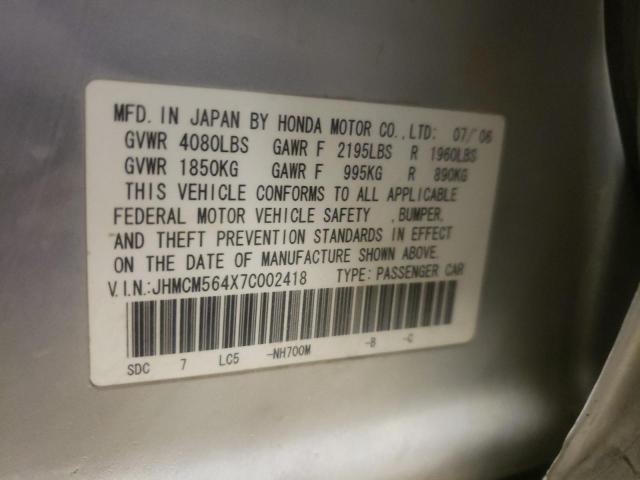 MFD. IN JAPAN BY HONDA MOTOR CO., LTD: 07/'06
GVWR 4080LBS GAWR F 2195LBS R 1960LBS
GVWR 1850KG GAWR F 995KG R 890KG
THIS VEHICLE CONFORMS TO ALL APPLICABLE
FEDERAL MOTOR VEHICLE SAFETY , BUMPER,
AND THEFT PREVENTION STANDARDS IN EFFECT
ON THE DATE OF MANUFACTURE SHOWN ABOVE.
V.I.N.:JHMCM564X7C002418 TYPE: PASSENGER CAR
SDC 7 LC5 -NH700M -B -C